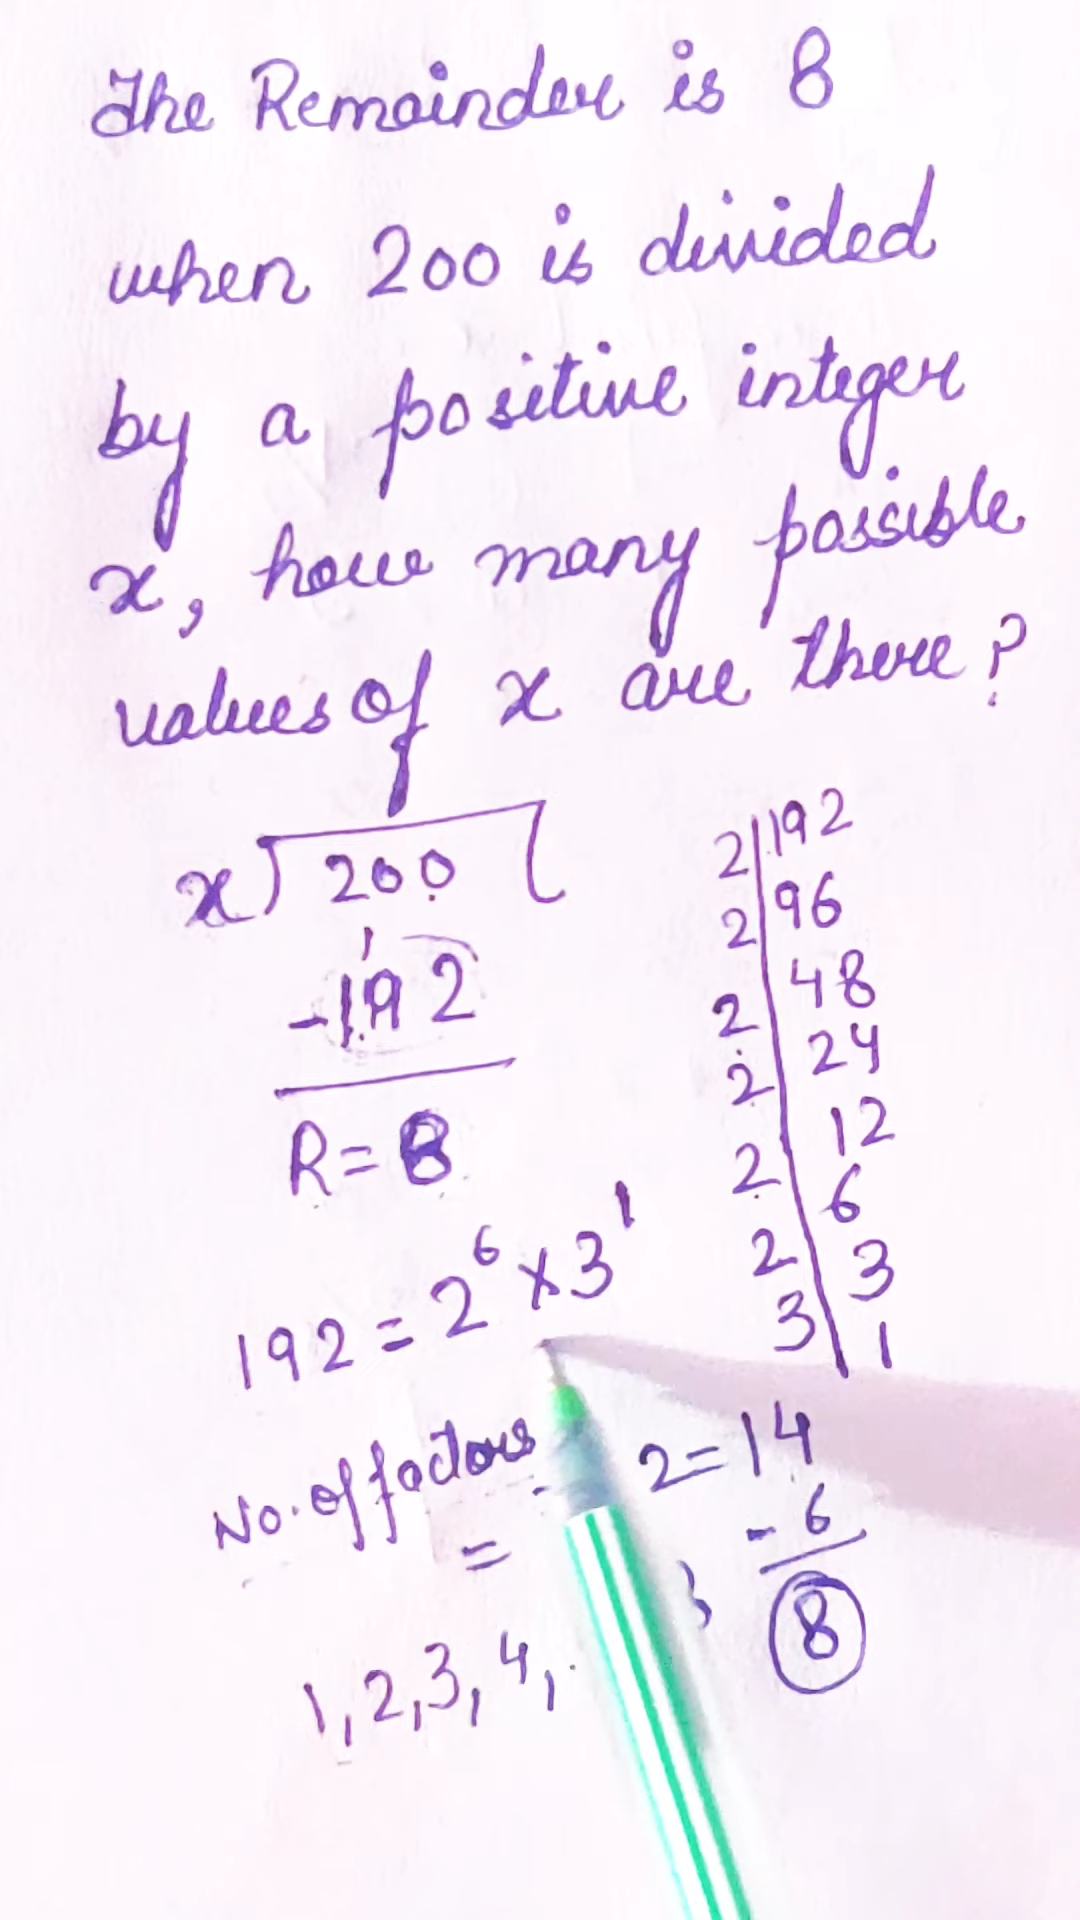 The Remainder is 8
when 200 is divided
by a positive integer
x, how many possible
values of x are there?
x) 200 (
1
-192
R= 8
192 = 2^6 x 3^1
2|192
2|96
2|48
2|24
2|12
2|6
3|3
1
No. of factors
=
2=14
-6
8
1, 2, 3, 4,